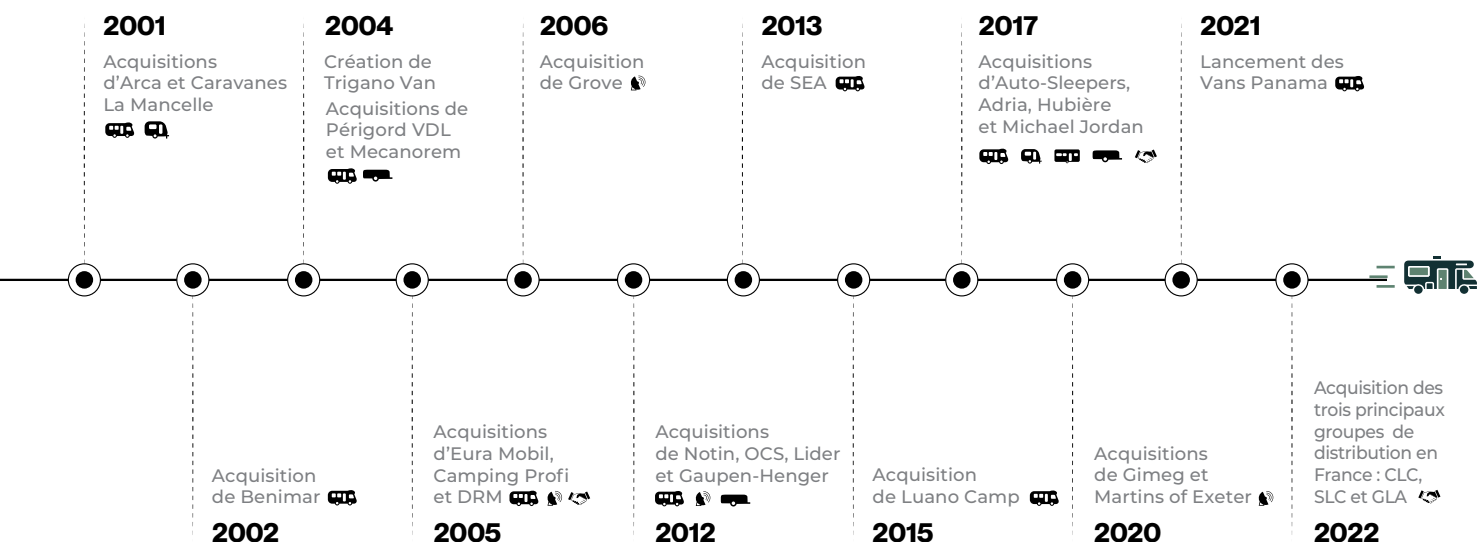 2001
Acquisitions
d’Arca et Caravanes
La Mancelle
2004
Création de
Trigano Van
Acquisitions de
Périgord VDL
et Mecanorem
2006
Acquisition
de Grove
2013
Acquisition
de SEA
2017
Acquisitions
d’Auto-Sleepers,
Adria, Hubière
et Michael Jordan
2021
Lancement des
Vans Panama
Acquisition
de Benimar
2002
Acquisitions
d’Eura Mobil,
Camping Profi
et DRM
2005
Acquisitions
de Notin, OCS, Lider
et Gaupen-Henger
2012
Acquisition
de Luano Camp
2015
Acquisitions
de Gimeg et
Martins of Exeter
2020
Acquisition des
trois principaux
groupes de
distribution en
France : CLC,
SLC et GLA
2022